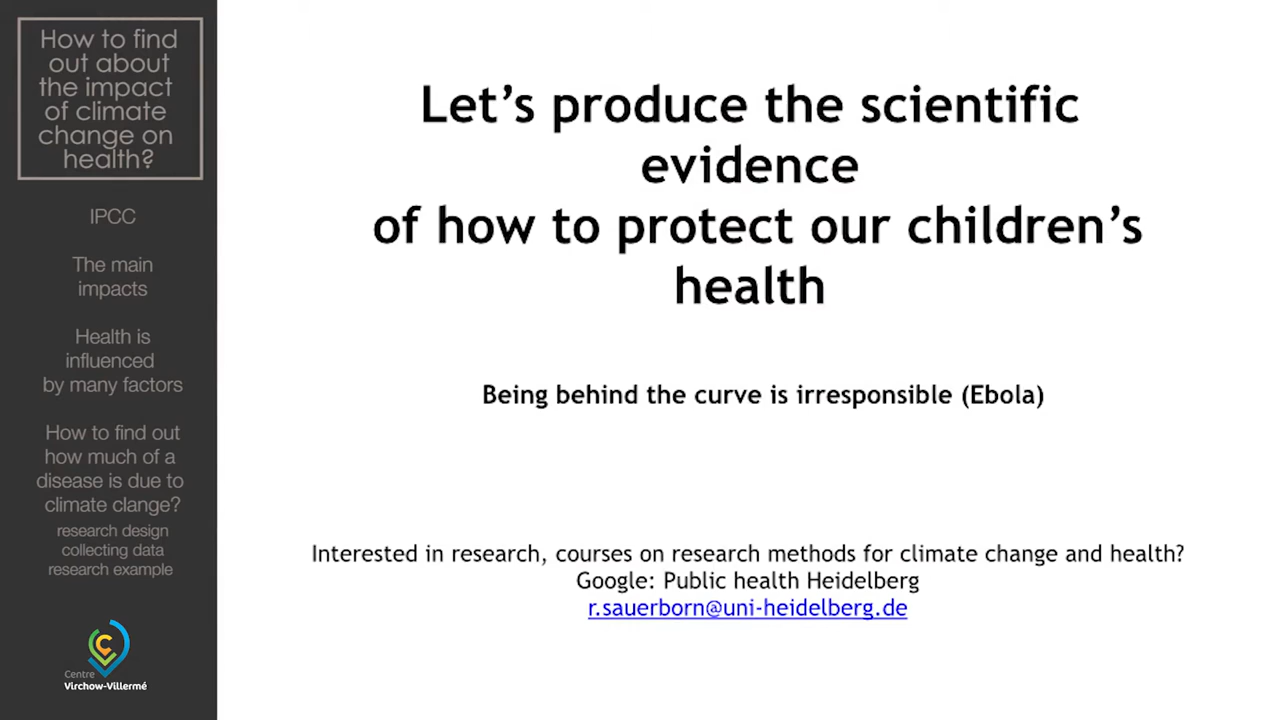 How to find
out about
the impact
of climate
change on
health?
IPCC
The main
impacts
Health is
influenced
by many factors
How to find out
how much of a
disease is due to
climate clange?
research design
collecting data
research example
Centre
Virchow-Villermé
Let’s produce the scientific
evidence
of how to protect our children’s
health
Being behind the curve is irresponsible (Ebola)
Interested in research, courses on research methods for climate change and health?
Google: Public health Heidelberg
r.sauerborn@uni-heidelberg.de